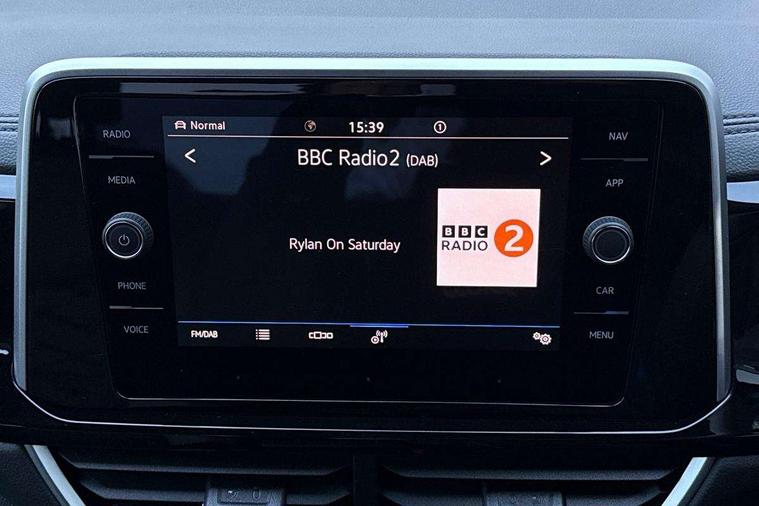 RADIO
MEDIA
PHONE
VOICE
Normal
15:39
1
BBC Radio2 (DAB)
Rylan On Saturday
BBC
RADIO 2
FM/DAB
NAV
APP
CAR
MENU